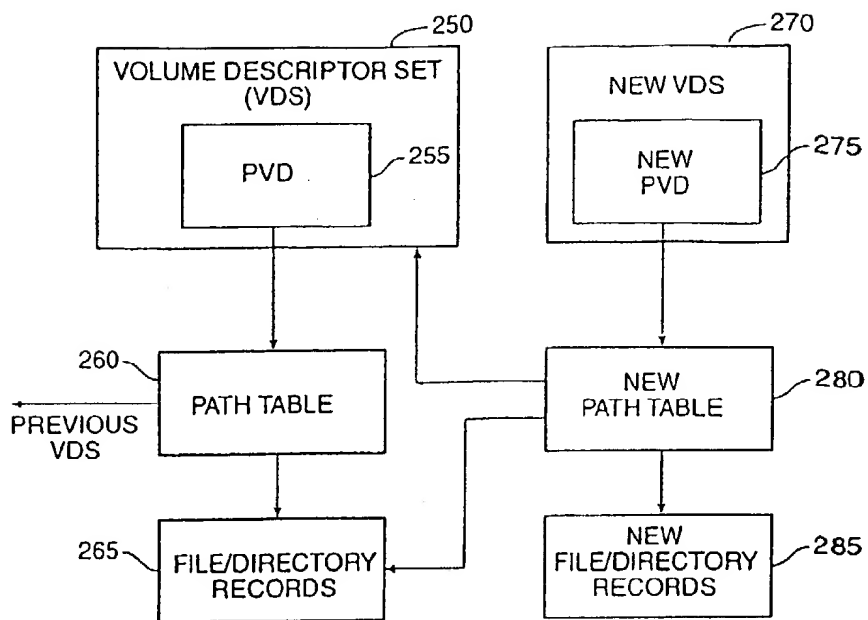 250
VOLUME DESCRIPTOR SET
(VDS)
PVD
255
270
NEW VDS
NEW
PVD
275
260
PATH TABLE
PREVIOUS
VDS
NEW
PATH TABLE
280
265
FILE/DIRECTORY
RECORDS
NEW
FILE/DIRECTORY
RECORDS
285